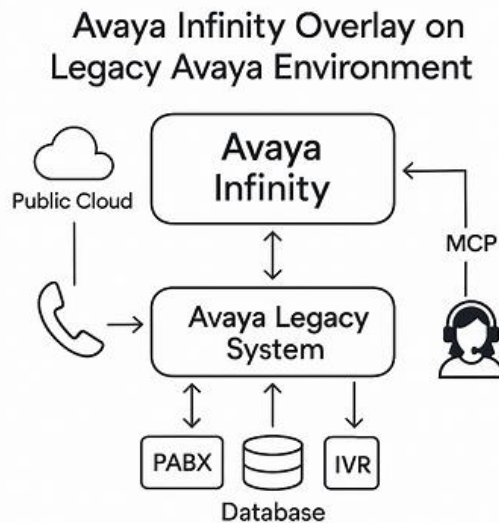 Avaya Infinity Overlay on
Legacy Avaya Environment
Public Cloud
Avaya
Infinity
MCP
Avaya Legacy
System
PABX
Database
IVR